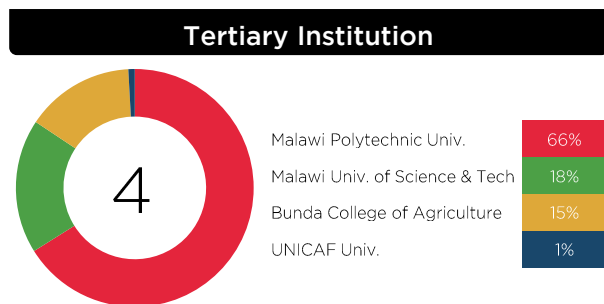 Tertiary Institution
4
Malawi Polytechnic Univ. 66%
Malawi Univ. of Science & Tech 18%
Bunda College of Agriculture 15%
UNICAF Univ. 1%